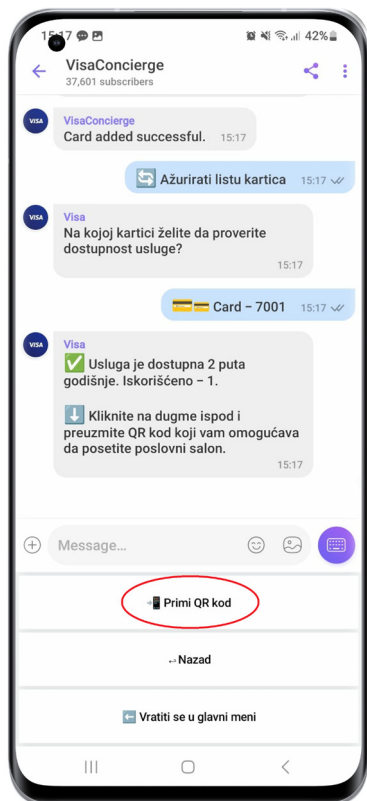 15:17 42%
VisaConcierge
37,601 subscribers
VISA
VisaConcierge
Card added successful. 15:17
Ažurirati listu kartica 15:17
VISA
Visa
Na kojoj kartici želite da proverite
dostupnost usluge?
15:17
Card – 7001 15:17
VISA
Visa
Usluga je dostupna 2 puta
godišnje. Iskorišćeno – 1.
Kliknite na dugme ispod i
preuzmite QR kod koji vam omogućava
da posetite poslovni salon.
15:17
Message...
Primi QR kod
Nazad
Vratiti se u glavni meni